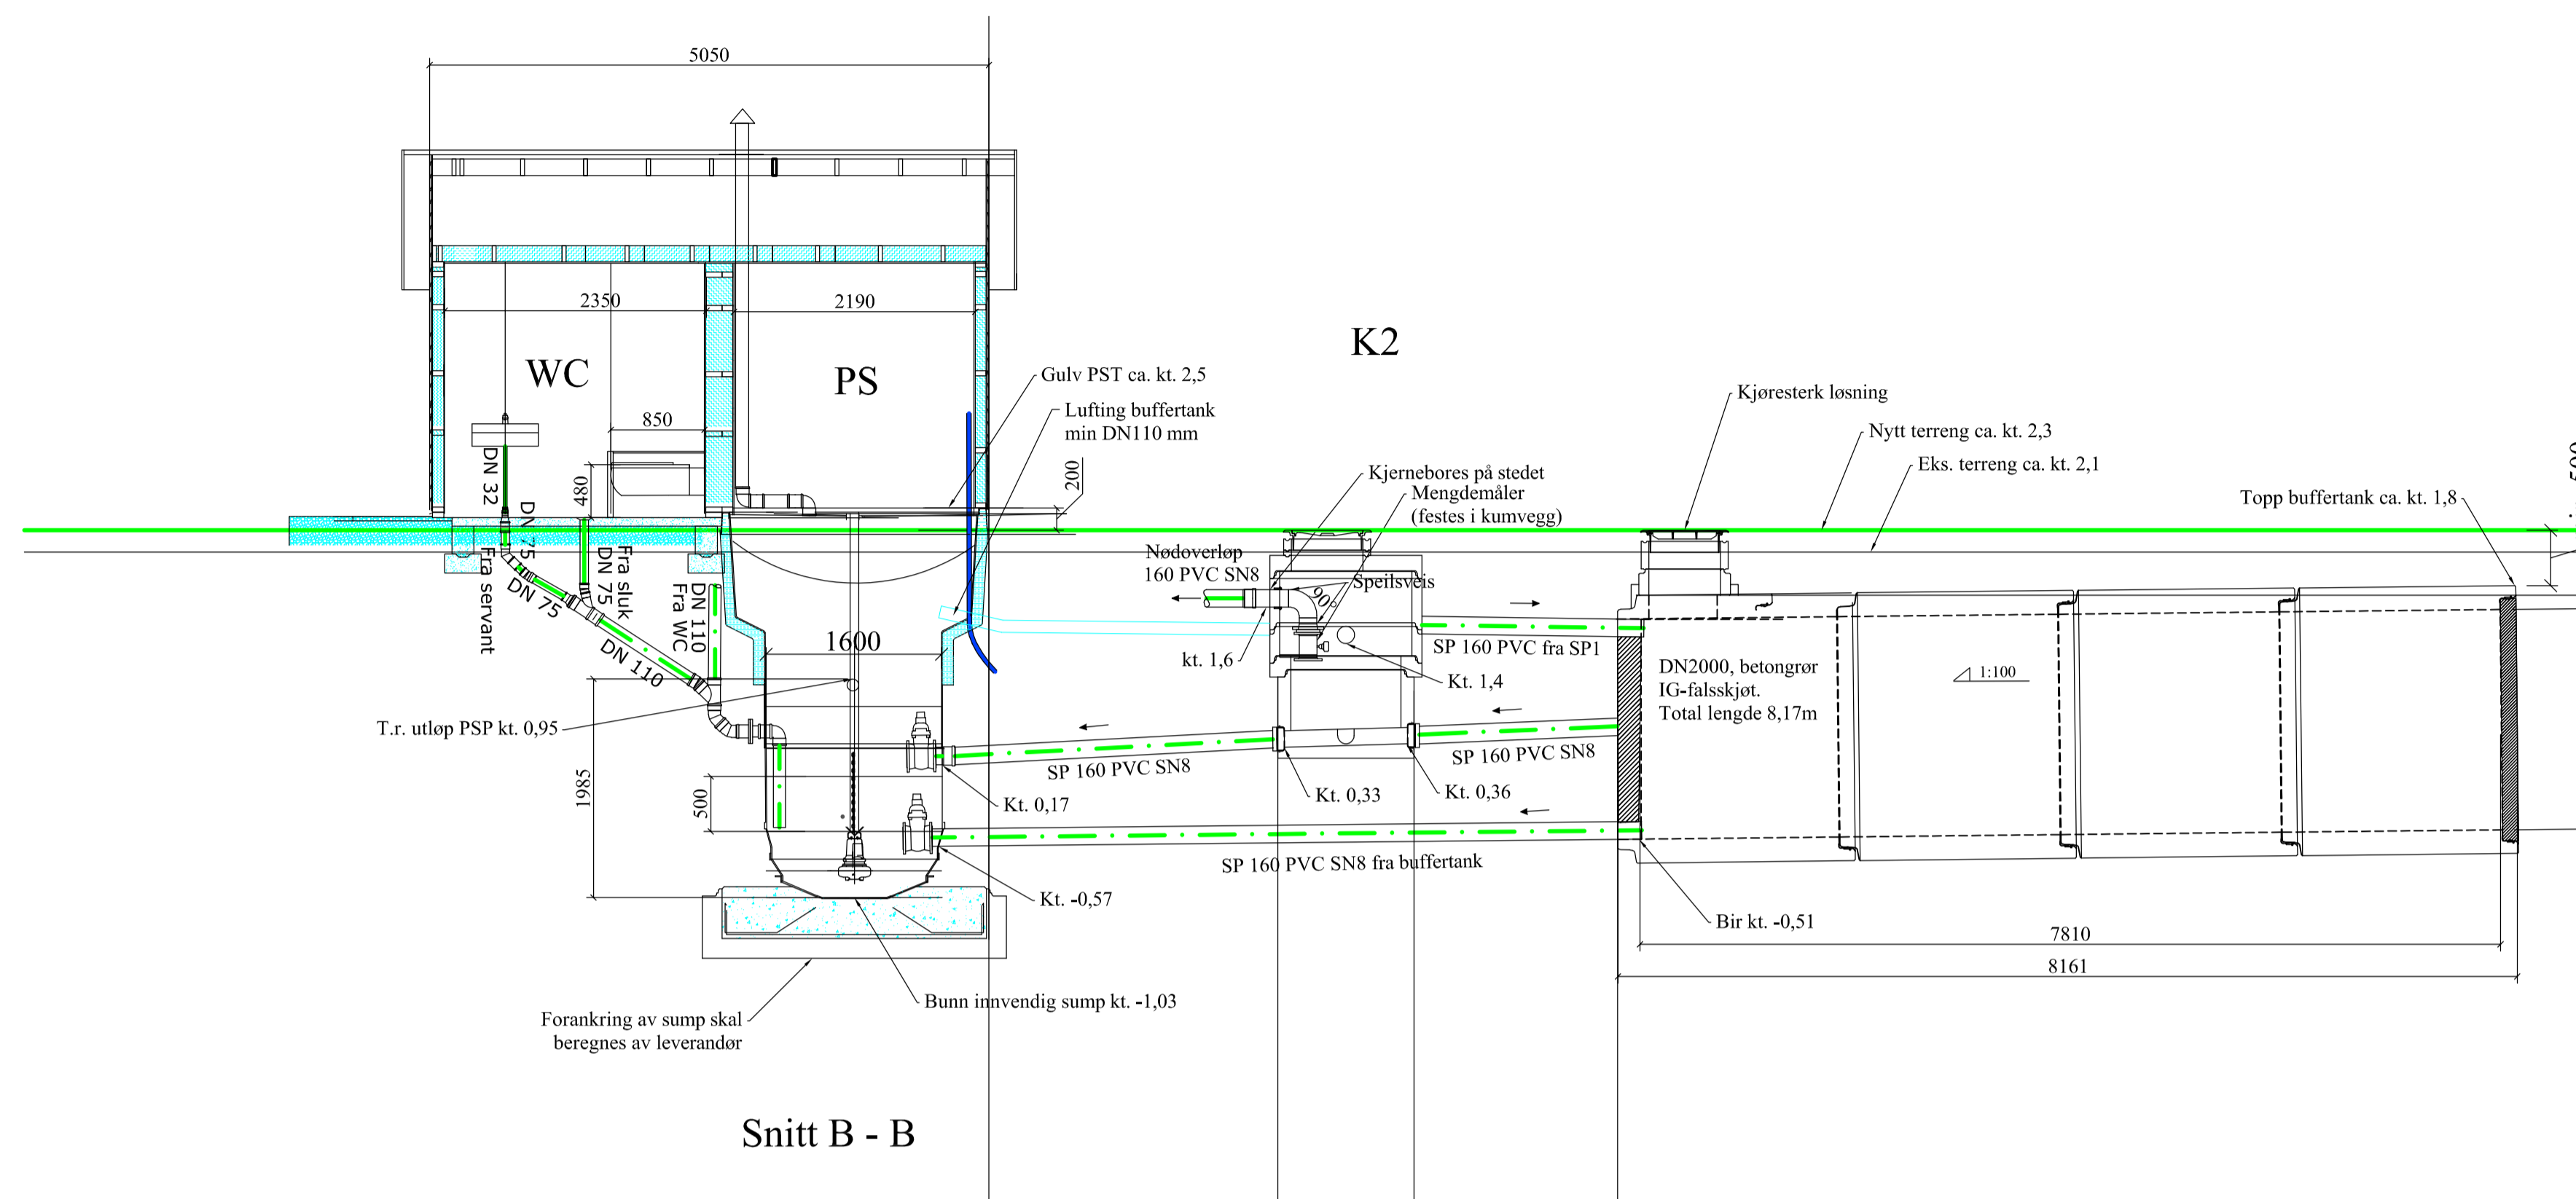 5050
2350
2190
K2
WC
PS
Gulv PST ca. kt. 2,5
Kjøresterk løsning
850
Lufting buffertank
min DN110 mm
Nytt terreng ca. kt. 2,3
Eks. terreng ca. kt. 2,1
DN 32
480
200
Kjernebores på stedet
Mengdemåler
(festes i kumvegg)
Topp buffertank ca. kt. 1,8
DN 75
Fra servant
DN 75
Fra sluk
DN 75
DN 110
Fra WC
DN 110
Nødoverløp
160 PVC SN8
Speilsveis
90°
1600
kt. 1,6
SP 160 PVC fra SP1
Kt. 1,4
DN2000, betongrør
IG-falsskjøt.
Total lengde 8,17m
1:100
T.r. utløp PSP kt. 0,95
1985
500
SP 160 PVC SN8
SP 160 PVC SN8
Kt. 0,17
Kt. 0,33
Kt. 0,36
SP 160 PVC SN8 fra buffertank
Kt. -0,57
Bir kt. -0,51
7810
8161
Bunn innvendig sump kt. -1,03
Forankring av sump skal
beregnes av leverandør
Snitt B - B